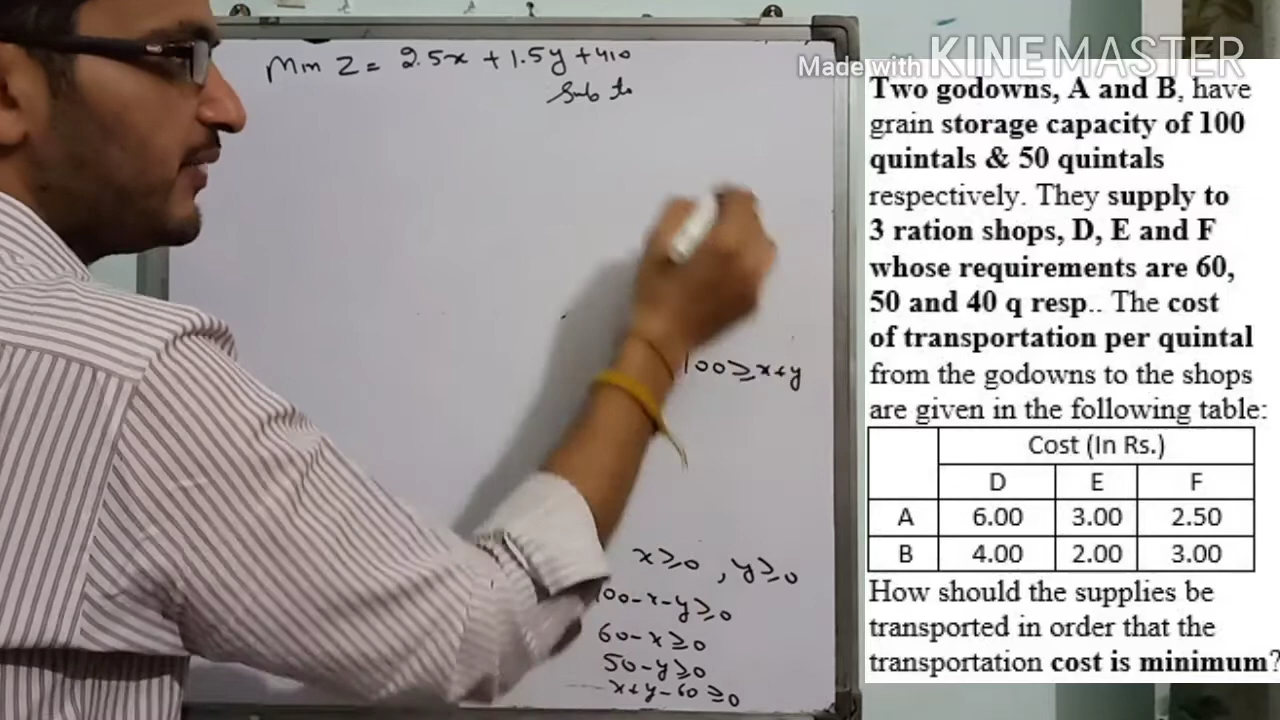 Min Z = 2.5x + 1.5y + 410
Sub to
100 ≥ x+y
x ≥ 0 , y ≥ 0
100-x-y ≥ 0
60-x ≥ 0
50-y ≥ 0
x+y-60 ≥ 0
Made with KINEMASTER
Two godowns, A and B, have
grain storage capacity of 100
quintals & 50 quintals
respectively. They supply to
3 ration shops, D, E and F
whose requirements are 60,
50 and 40 q resp.. The cost
of transportation per quintal
from the godowns to the shops
are given in the following table:
Cost (In Rs.)
D E F
A 6.00 3.00 2.50
B 4.00 2.00 3.00
How should the supplies be
transported in order that the
transportation cost is minimum?